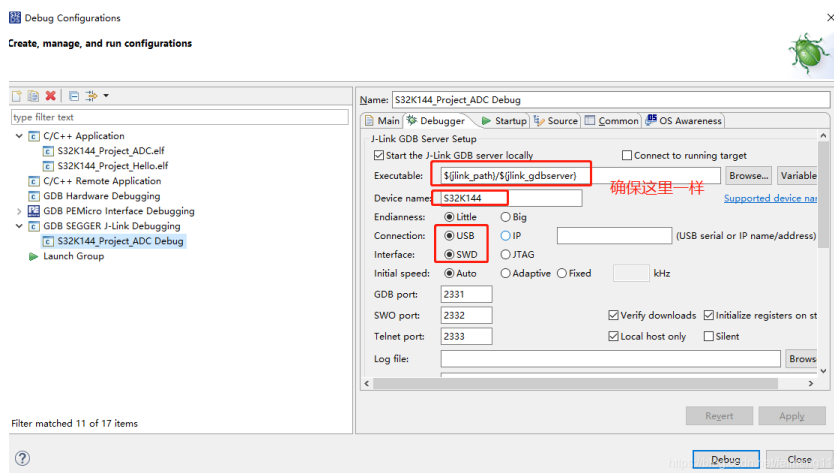 Debug Configurations
Create, manage, and run configurations
type filter text
C/C++ Application
S32K144_Project_ADC.elf
S32K144_Project_Hello.elf
C/C++ Remote Application
GDB Hardware Debugging
GDB PEMicro Interface Debugging
GDB SEGGER J-Link Debugging
S32K144_Project_ADC Debug
Launch Group
Filter matched 11 of 17 items
Name: S32K144_Project_ADC Debug
Main Debugger Startup Source Common OS Awareness
J-Link GDB Server Setup
Start the J-Link GDB server locally Connect to running target
Executable: ${jlink_path}/${jlink_gdbserver} Browse... Variable
确保这里一样
Device name: S32K144 Supported device nar
Endianness: Little Big
Connection: USB IP (USB serial or IP name/address)
Interface: SWD JTAG
Initial speed: Auto Adaptive Fixed kHz
GDB port: 2331
SWO port: 2332 Verify downloads Initialize registers on st
Telnet port: 2333 Local host only Silent
Log file: Brows
Revert Apply
Debug Close